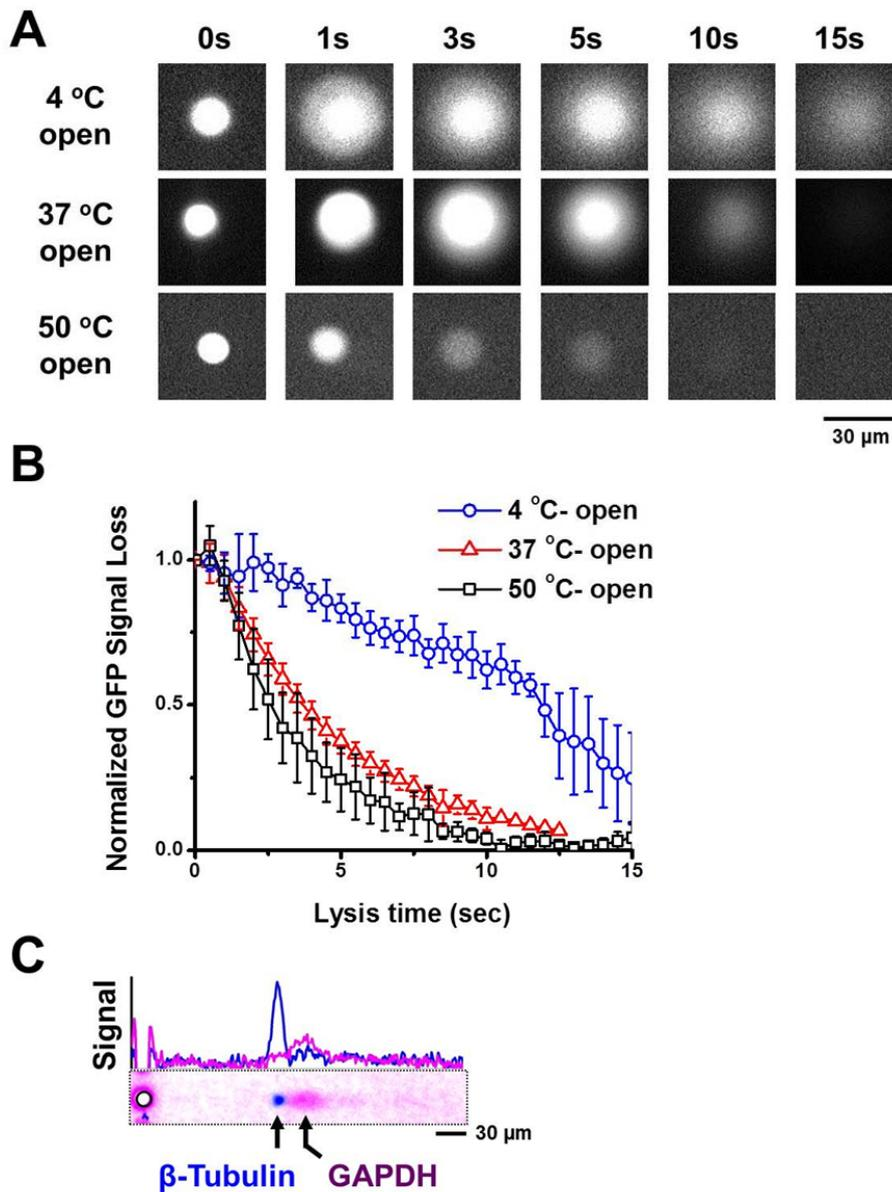 A
0s 1s 3s 5s 10s 15s
4 °C
open
37 °C
open
50 °C
open
30 µm
B
4 °C- open
37 °C- open
50 °C- open
Normalized GFP Signal Loss
1.0
0.5
0.0
0 5 10 15
Lysis time (sec)
C
Signal
30 µm
β-Tubulin GAPDH